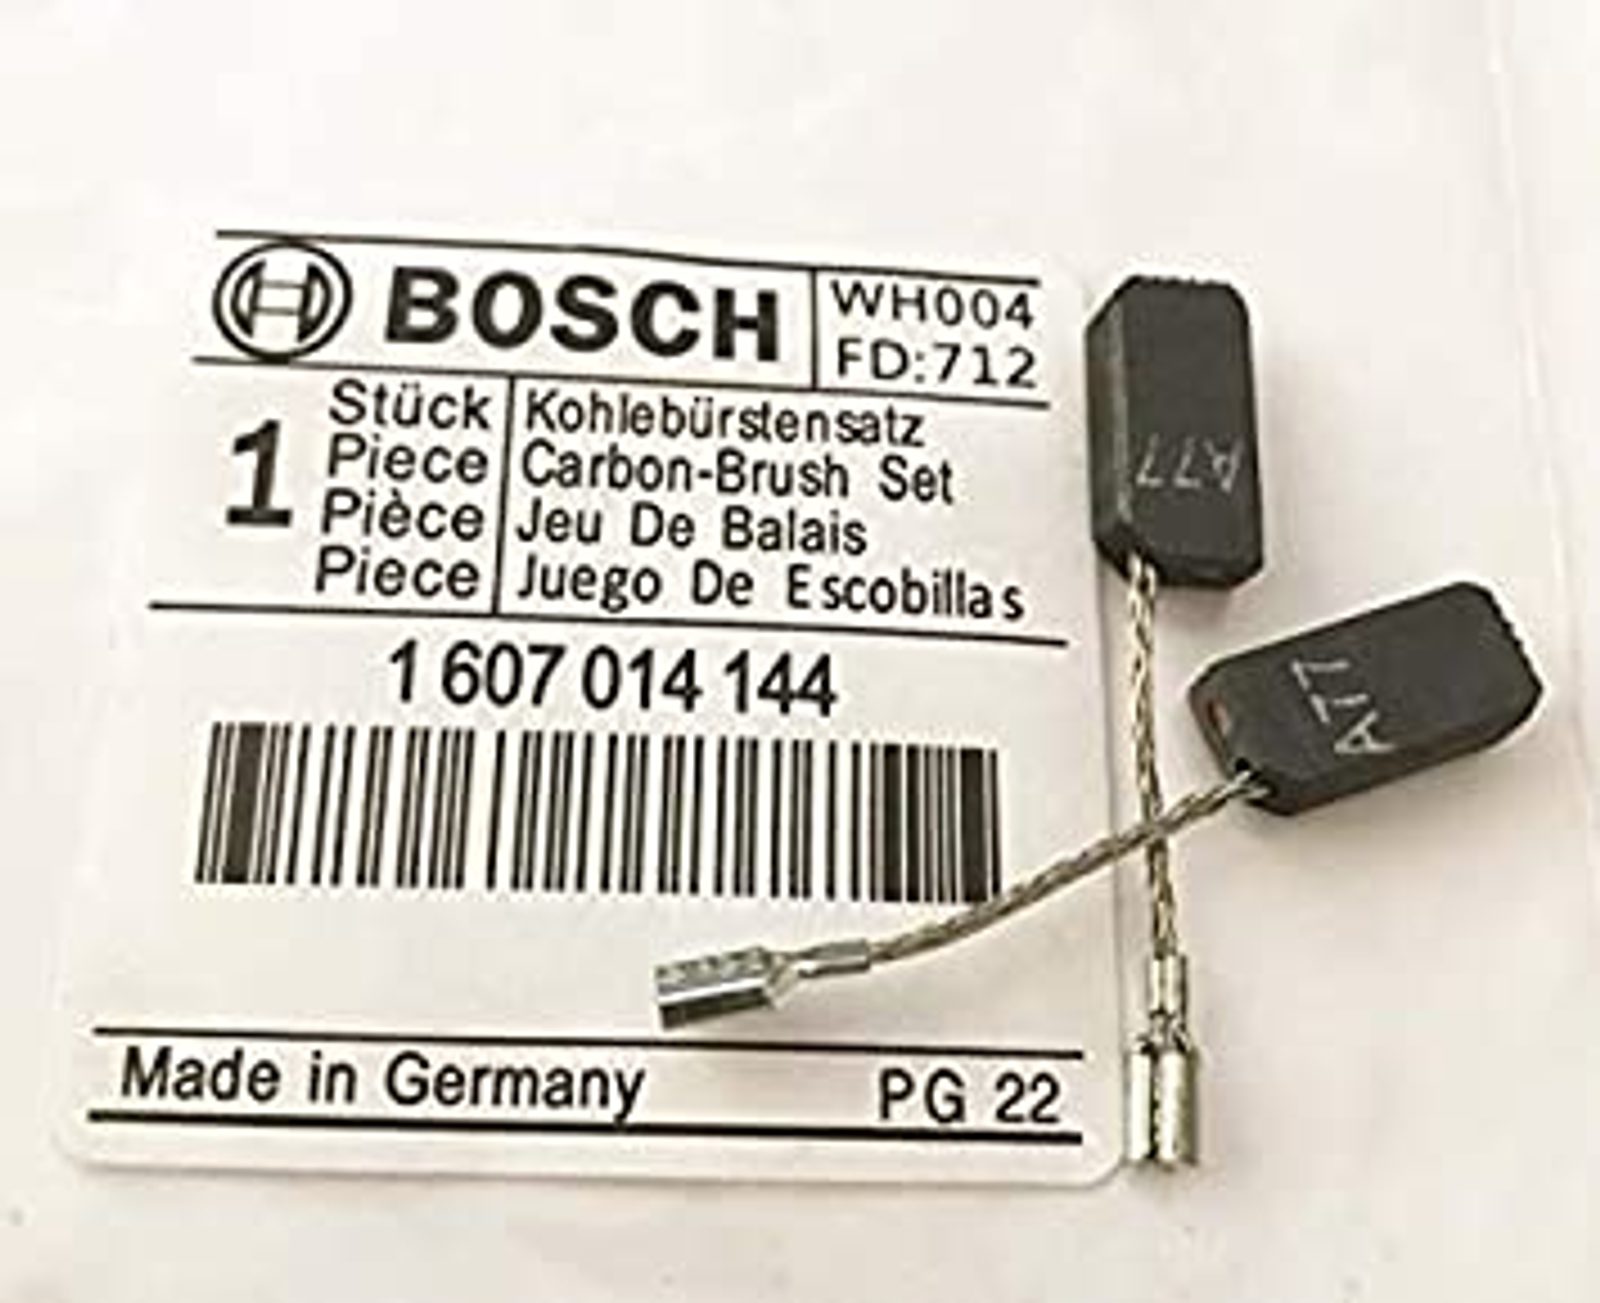 BOSCH
WH004
FD:712
1
Stück
Piece
Pièce
Piece
Kohlebürstensatz
Carbon-Brush Set
Jeu De Balais
Juego De Escobillas
1 607 014 144
Made in Germany
PG 22
A77
A77